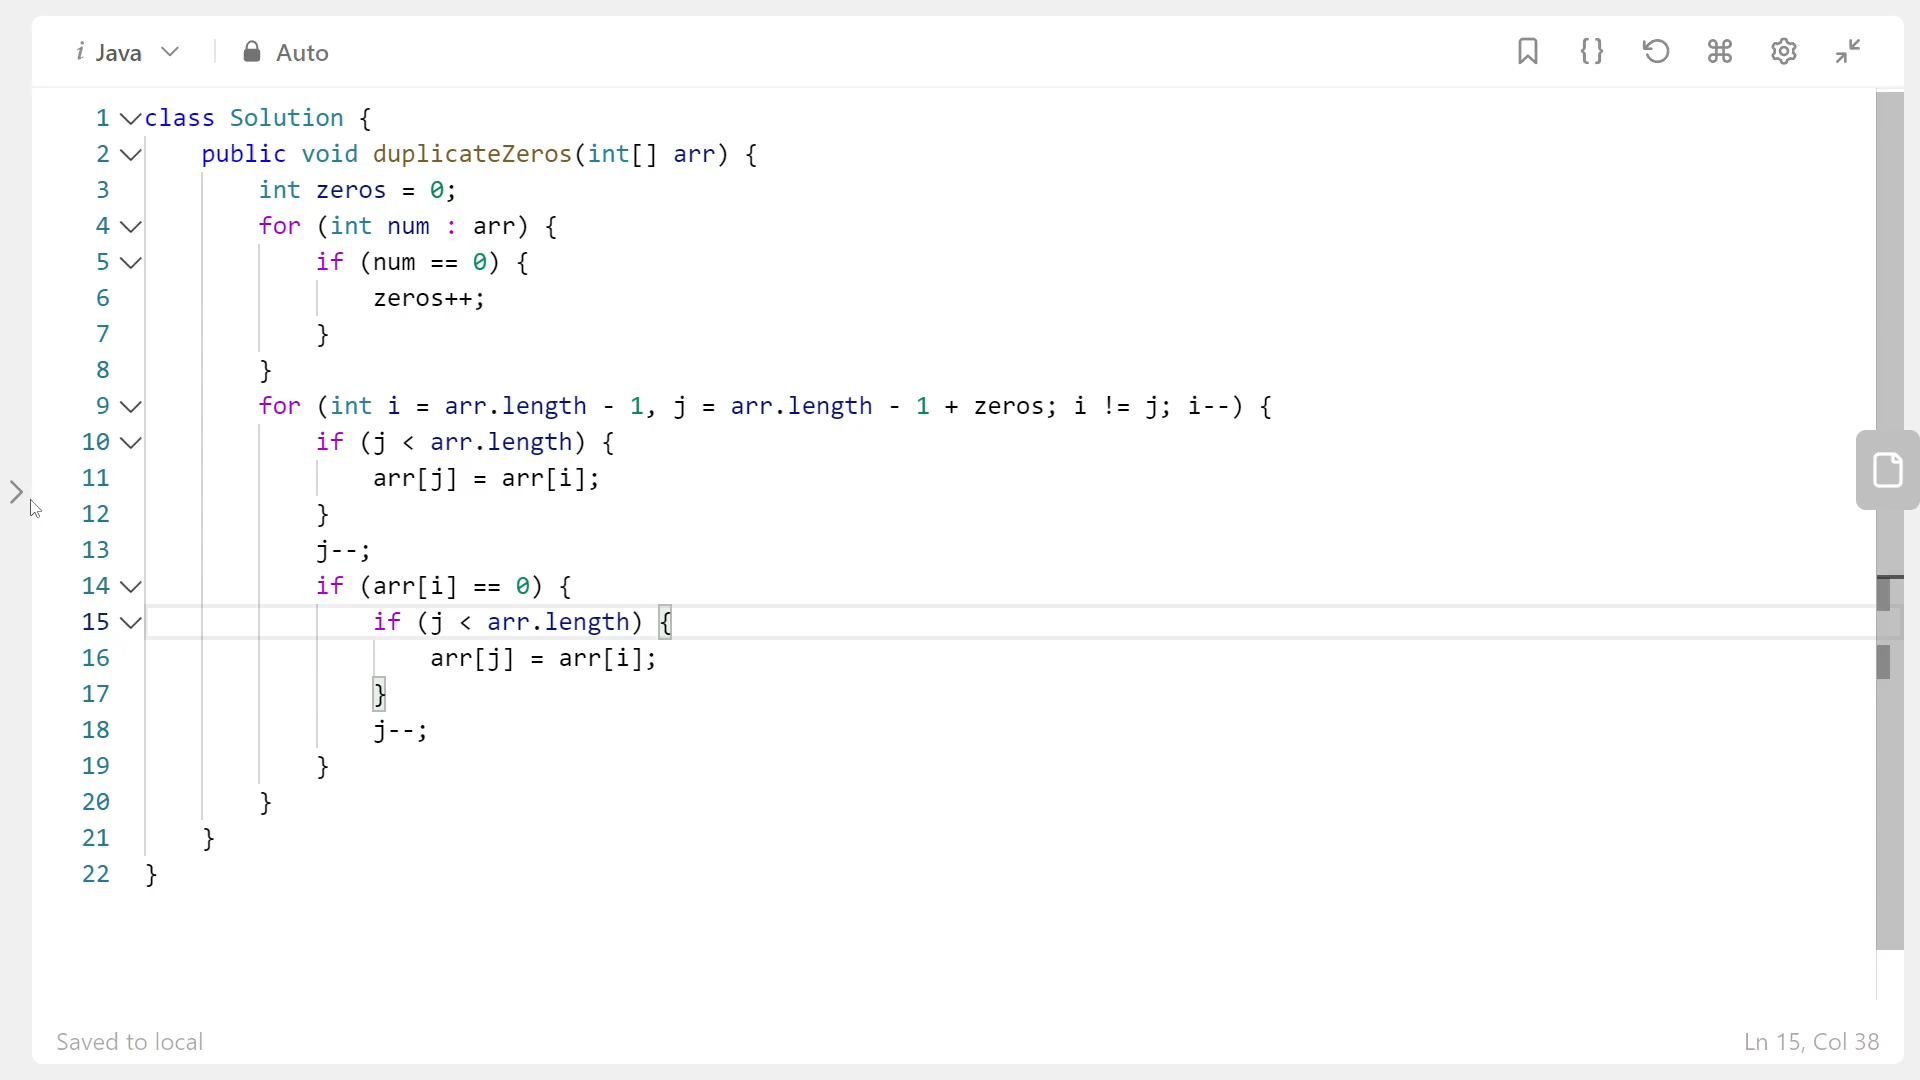 i Java Auto
1 class Solution {
2 public void duplicateZeros(int[] arr) {
3 int zeros = 0;
4 for (int num : arr) {
5 if (num == 0) {
6 zeros++;
7 }
8 }
9 for (int i = arr.length - 1, j = arr.length - 1 + zeros; i != j; i--) {
10 if (j < arr.length) {
11 arr[j] = arr[i];
12 }
13 j--;
14 if (arr[i] == 0) {
15 if (j < arr.length) {
16 arr[j] = arr[i];
17 }
18 j--;
19 }
20 }
21 }
22 }
Saved to local
Ln 15, Col 38